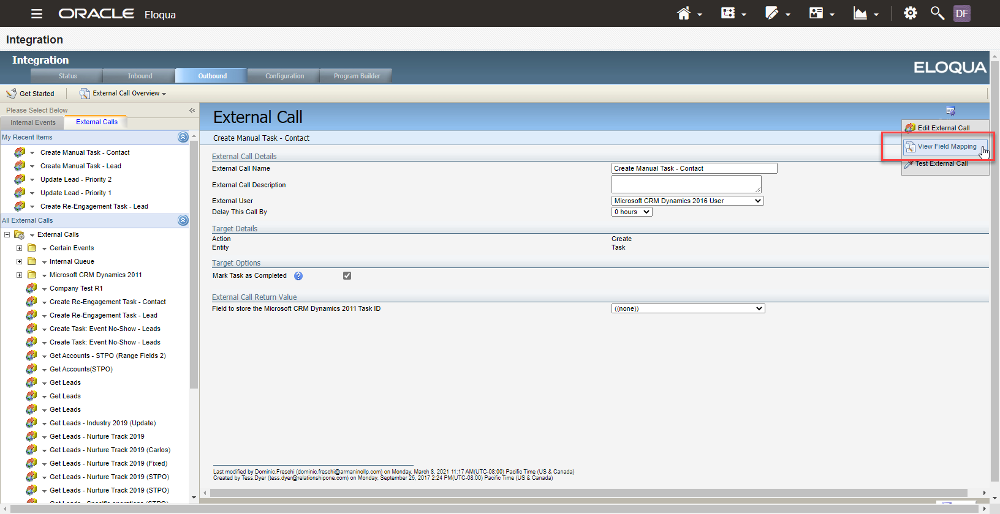 ORACLE Eloqua
DF
Integration
Integration
ELOQUA
Status Inbound Outbound Configuration Program Builder
Get Started External Call Overview
Please Select Below «
Internal Events External Calls
My Recent Items
Create Manual Task - Contact
Create Manual Task - Lead
Update Lead - Priority 2
Update Lead - Priority 1
Create Re-Engagement Task - Lead
All External Calls
External Calls
Certain Events
Internal Queue
Microsoft CRM Dynamics 2011
Company Test R1
Create Re-Engagement Task - Contact
Create Re-Engagement Task - Lead
Create Task: Event No-Show - Leads
Create Task: Event No-Show - Leads
Get Accounts - STPO (Range Fields 2)
Get Accounts(STPO)
Get Leads
Get Leads
Get Leads
Get Leads - Industry 2019 (Update)
Get Leads - Nurture Track 2019
Get Leads - Nurture Track 2019 (Carlos)
Get Leads - Nurture Track 2019 (Fixed)
Get Leads - Nurture Track 2019 (STPO)
Get Leads - Nurture Track 2019 (STPO)
Get Leads - Specific operations (STPO)
External Call
Edit External Call
View Field Mapping
Test External Call
Create Manual Task - Contact
External Call Details
External Call Name Create Manual Task - Contact
External Call Description
External User Microsoft CRM Dynamics 2016 User
Delay This Call By 0 hours
Target Details
Action Create
Entity Task
Target Options
Mark Task as Completed ?
External Call Return Value
Field to store the Microsoft CRM Dynamics 2011 Task ID ((none))
Last modified by Dominic.Freschi (dominic.freschi@armaninollp.com) on Monday, March 8, 2021 11:17 AM(UTC-08:00) Pacific Time (US & Canada)
Created by Tess.Dyer (tess.dyer@relationshipone.com) on Monday, September 25, 2017 2:24 PM(UTC-08:00) Pacific Time (US & Canada)